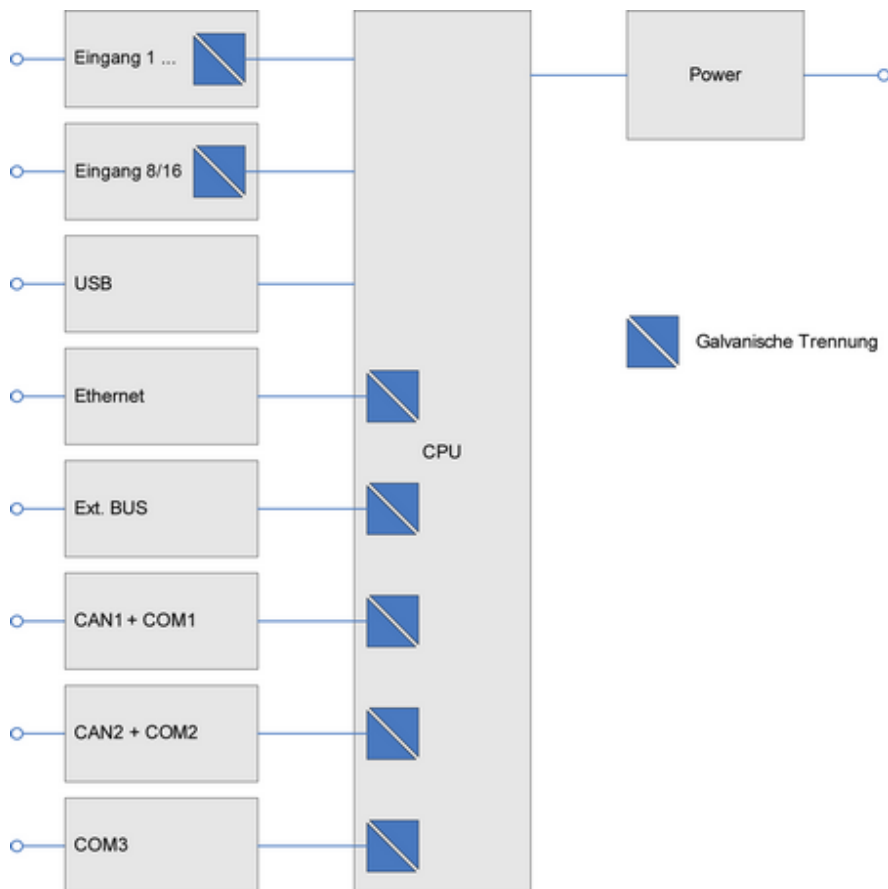 Eingang 1 ...
Power
Eingang 8/16
USB
Galvanische Trennung
Ethernet
CPU
Ext. BUS
CAN1 + COM1
CAN2 + COM2
COM3